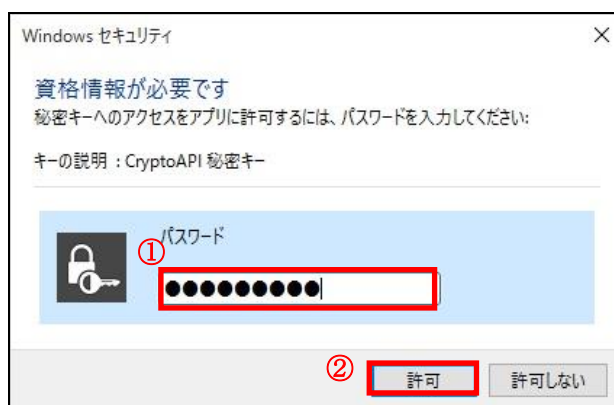 Windows セキュリティ
資格情報が必要です
秘密キーへのアクセスをアプリに許可するには、パスワードを入力してください:
キーの説明 : CryptoAPI 秘密キー
パスワード
①
●●●●●●●●●
②
許可
許可しない